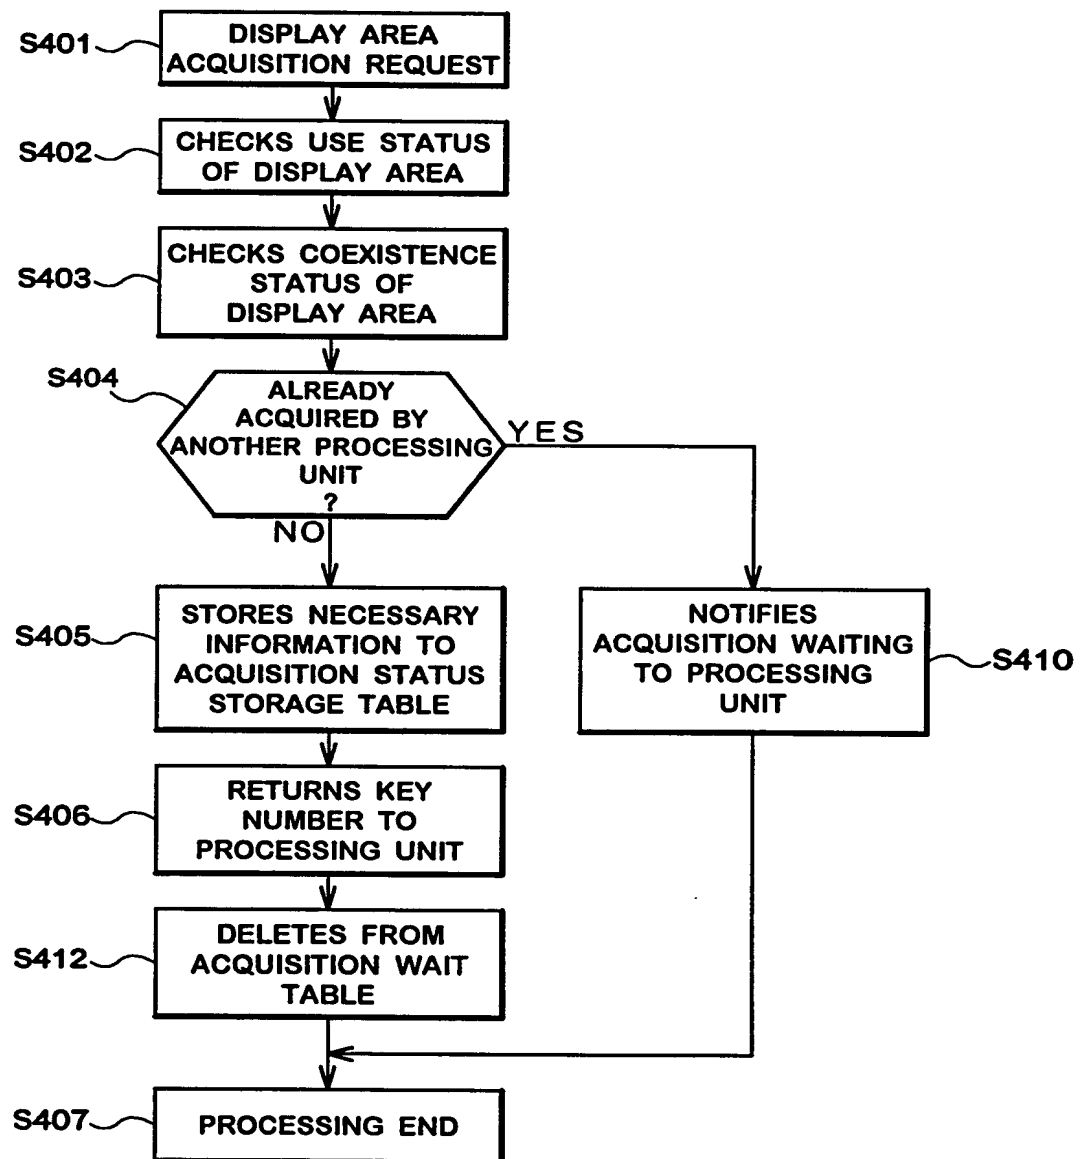 S401
DISPLAY AREA
ACQUISITION REQUEST
S402
CHECKS USE STATUS
OF DISPLAY AREA
S403
CHECKS COEXISTENCE
STATUS OF
DISPLAY AREA
S404
ALREADY
ACQUIRED BY
ANOTHER PROCESSING
UNIT
?
YES
NO
S405
STORES NECESSARY
INFORMATION TO
ACQUISITION STATUS
STORAGE TABLE
NOTIFIES
ACQUISITION WAITING
TO PROCESSING
UNIT
S410
S406
RETURNS KEY
NUMBER TO
PROCESSING UNIT
S412
DELETES FROM
ACQUISITION WAIT
TABLE
S407
PROCESSING END